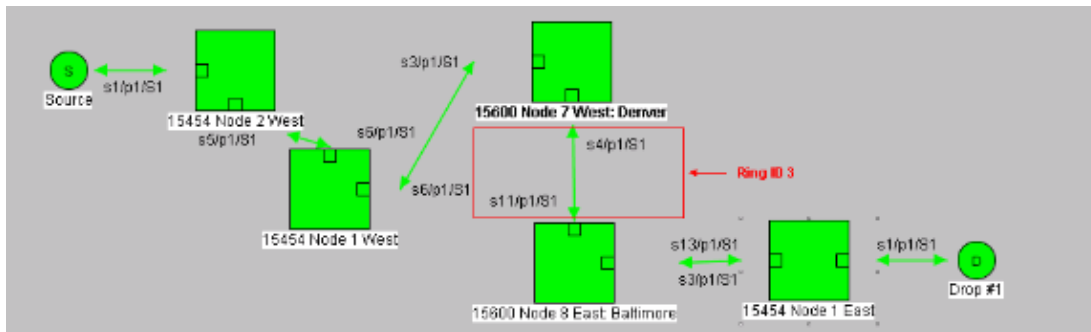 S
Source
s1/p1/S1
15454 Node 2 West
s5/p1/S1
s6/p1/S1
15454 Node 1 West
s6/p1/S1
s3/p1/S1
15600 Node 7 West: Denver
s4/p1/S1
Ring ID 3
s11/p1/S1
15600 Node 8 East: Baltimore
s13/p1/S1
s3/p1/S1
15454 Node 1 East
s1/p1/S1
D
Drop #1